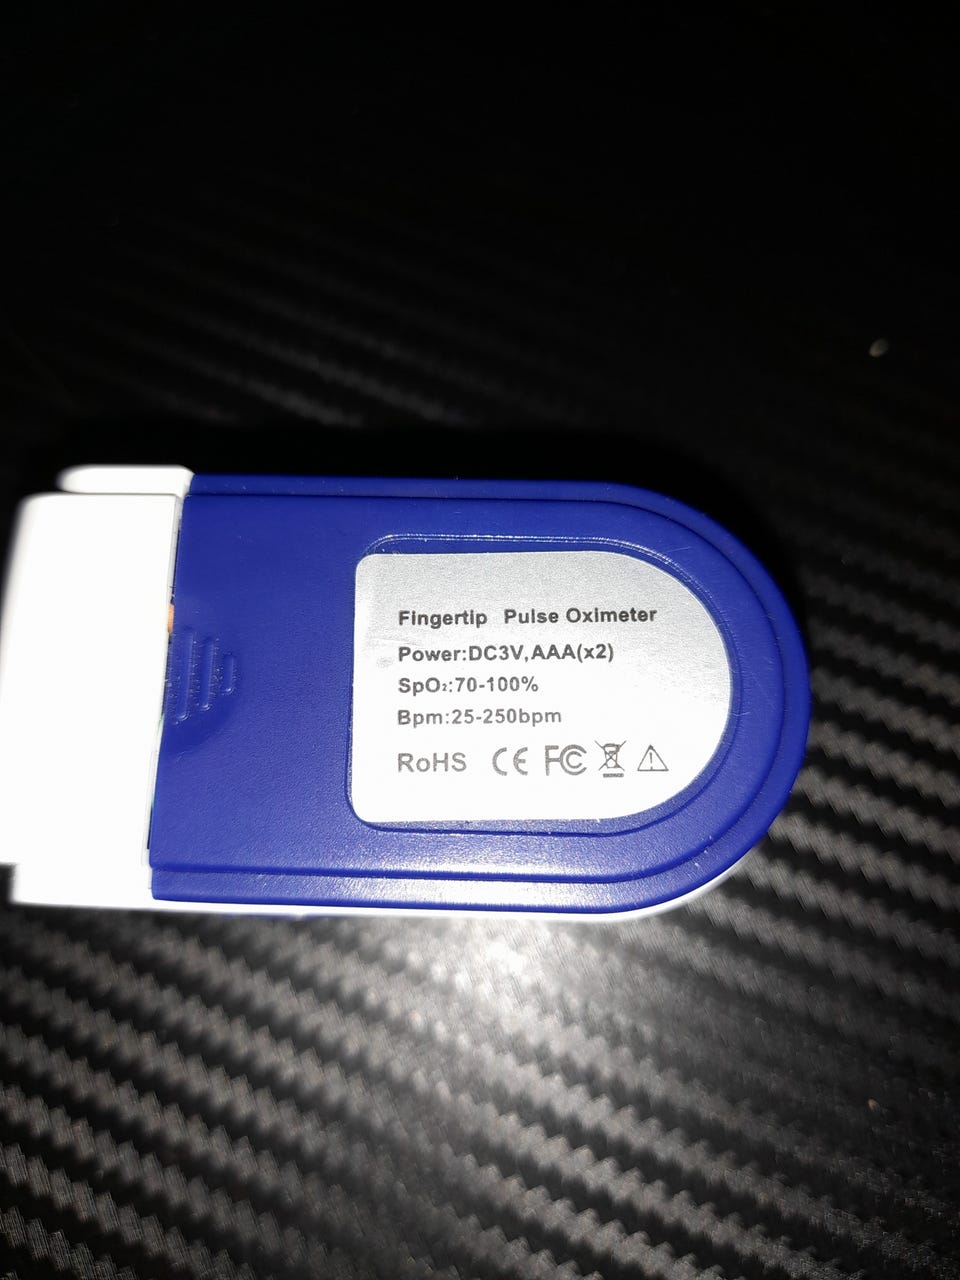 Fingertip Pulse Oximeter
Power:DC3V,AAA(x2)
SpO₂:70-100%
Bpm:25-250bpm
RoHS CE FC